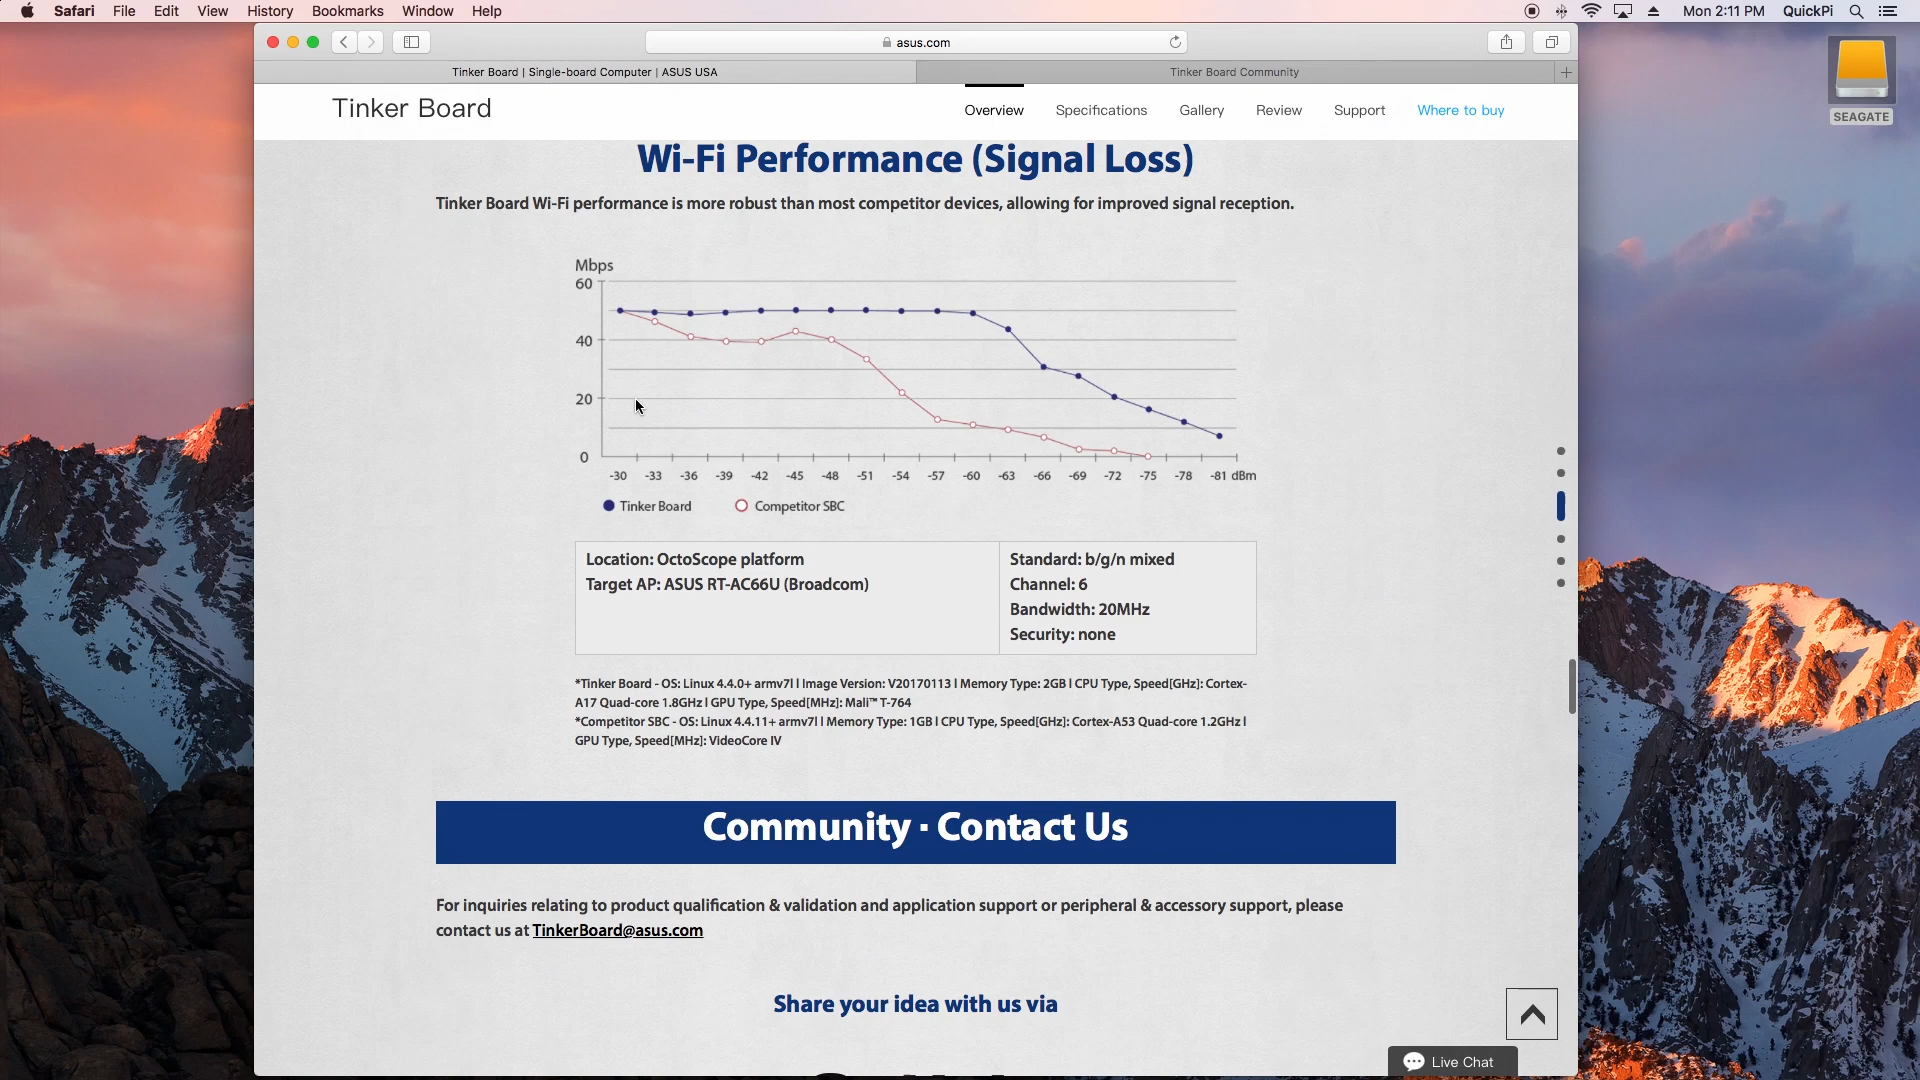 Safari File Edit View History Bookmarks Window Help Mon 2:11 PM QuickPi
asus.com
Tinker Board | Single-board Computer | ASUS USA Tinker Board Community
SEAGATE
Tinker Board Overview Specifications Gallery Review Support Where to buy
Wi-Fi Performance (Signal Loss)
Tinker Board Wi-Fi performance is more robust than most competitor devices, allowing for improved signal reception.
Mbps
60
40
20
0
-30 -33 -36 -39 -42 -45 -48 -51 -54 -57 -60 -63 -66 -69 -72 -75 -78 -81 dBm
Tinker Board Competitor SBC
Location: OctoScope platform
Target AP: ASUS RT-AC66U (Broadcom)
Standard: b/g/n mixed
Channel: 6
Bandwidth: 20MHz
Security: none
*Tinker Board - OS: Linux 4.4.0+ armv7l l Image Version: V20170113 l Memory Type: 2GB l CPU Type, Speed[GHz]: Cortex-
A17 Quad-core 1.8GHz l GPU Type, Speed[MHz]: Mali™ T-764
*Competitor SBC - OS: Linux 4.4.11+ armv7l l Memory Type: 1GB l CPU Type, Speed[GHz]: Cortex-A53 Quad-core 1.2GHz l
GPU Type, Speed[MHz]: VideoCore IV
Community · Contact Us
For inquiries relating to product qualification & validation and application support or peripheral & accessory support, please
contact us at TinkerBoard@asus.com
Share your idea with us via
Live Chat